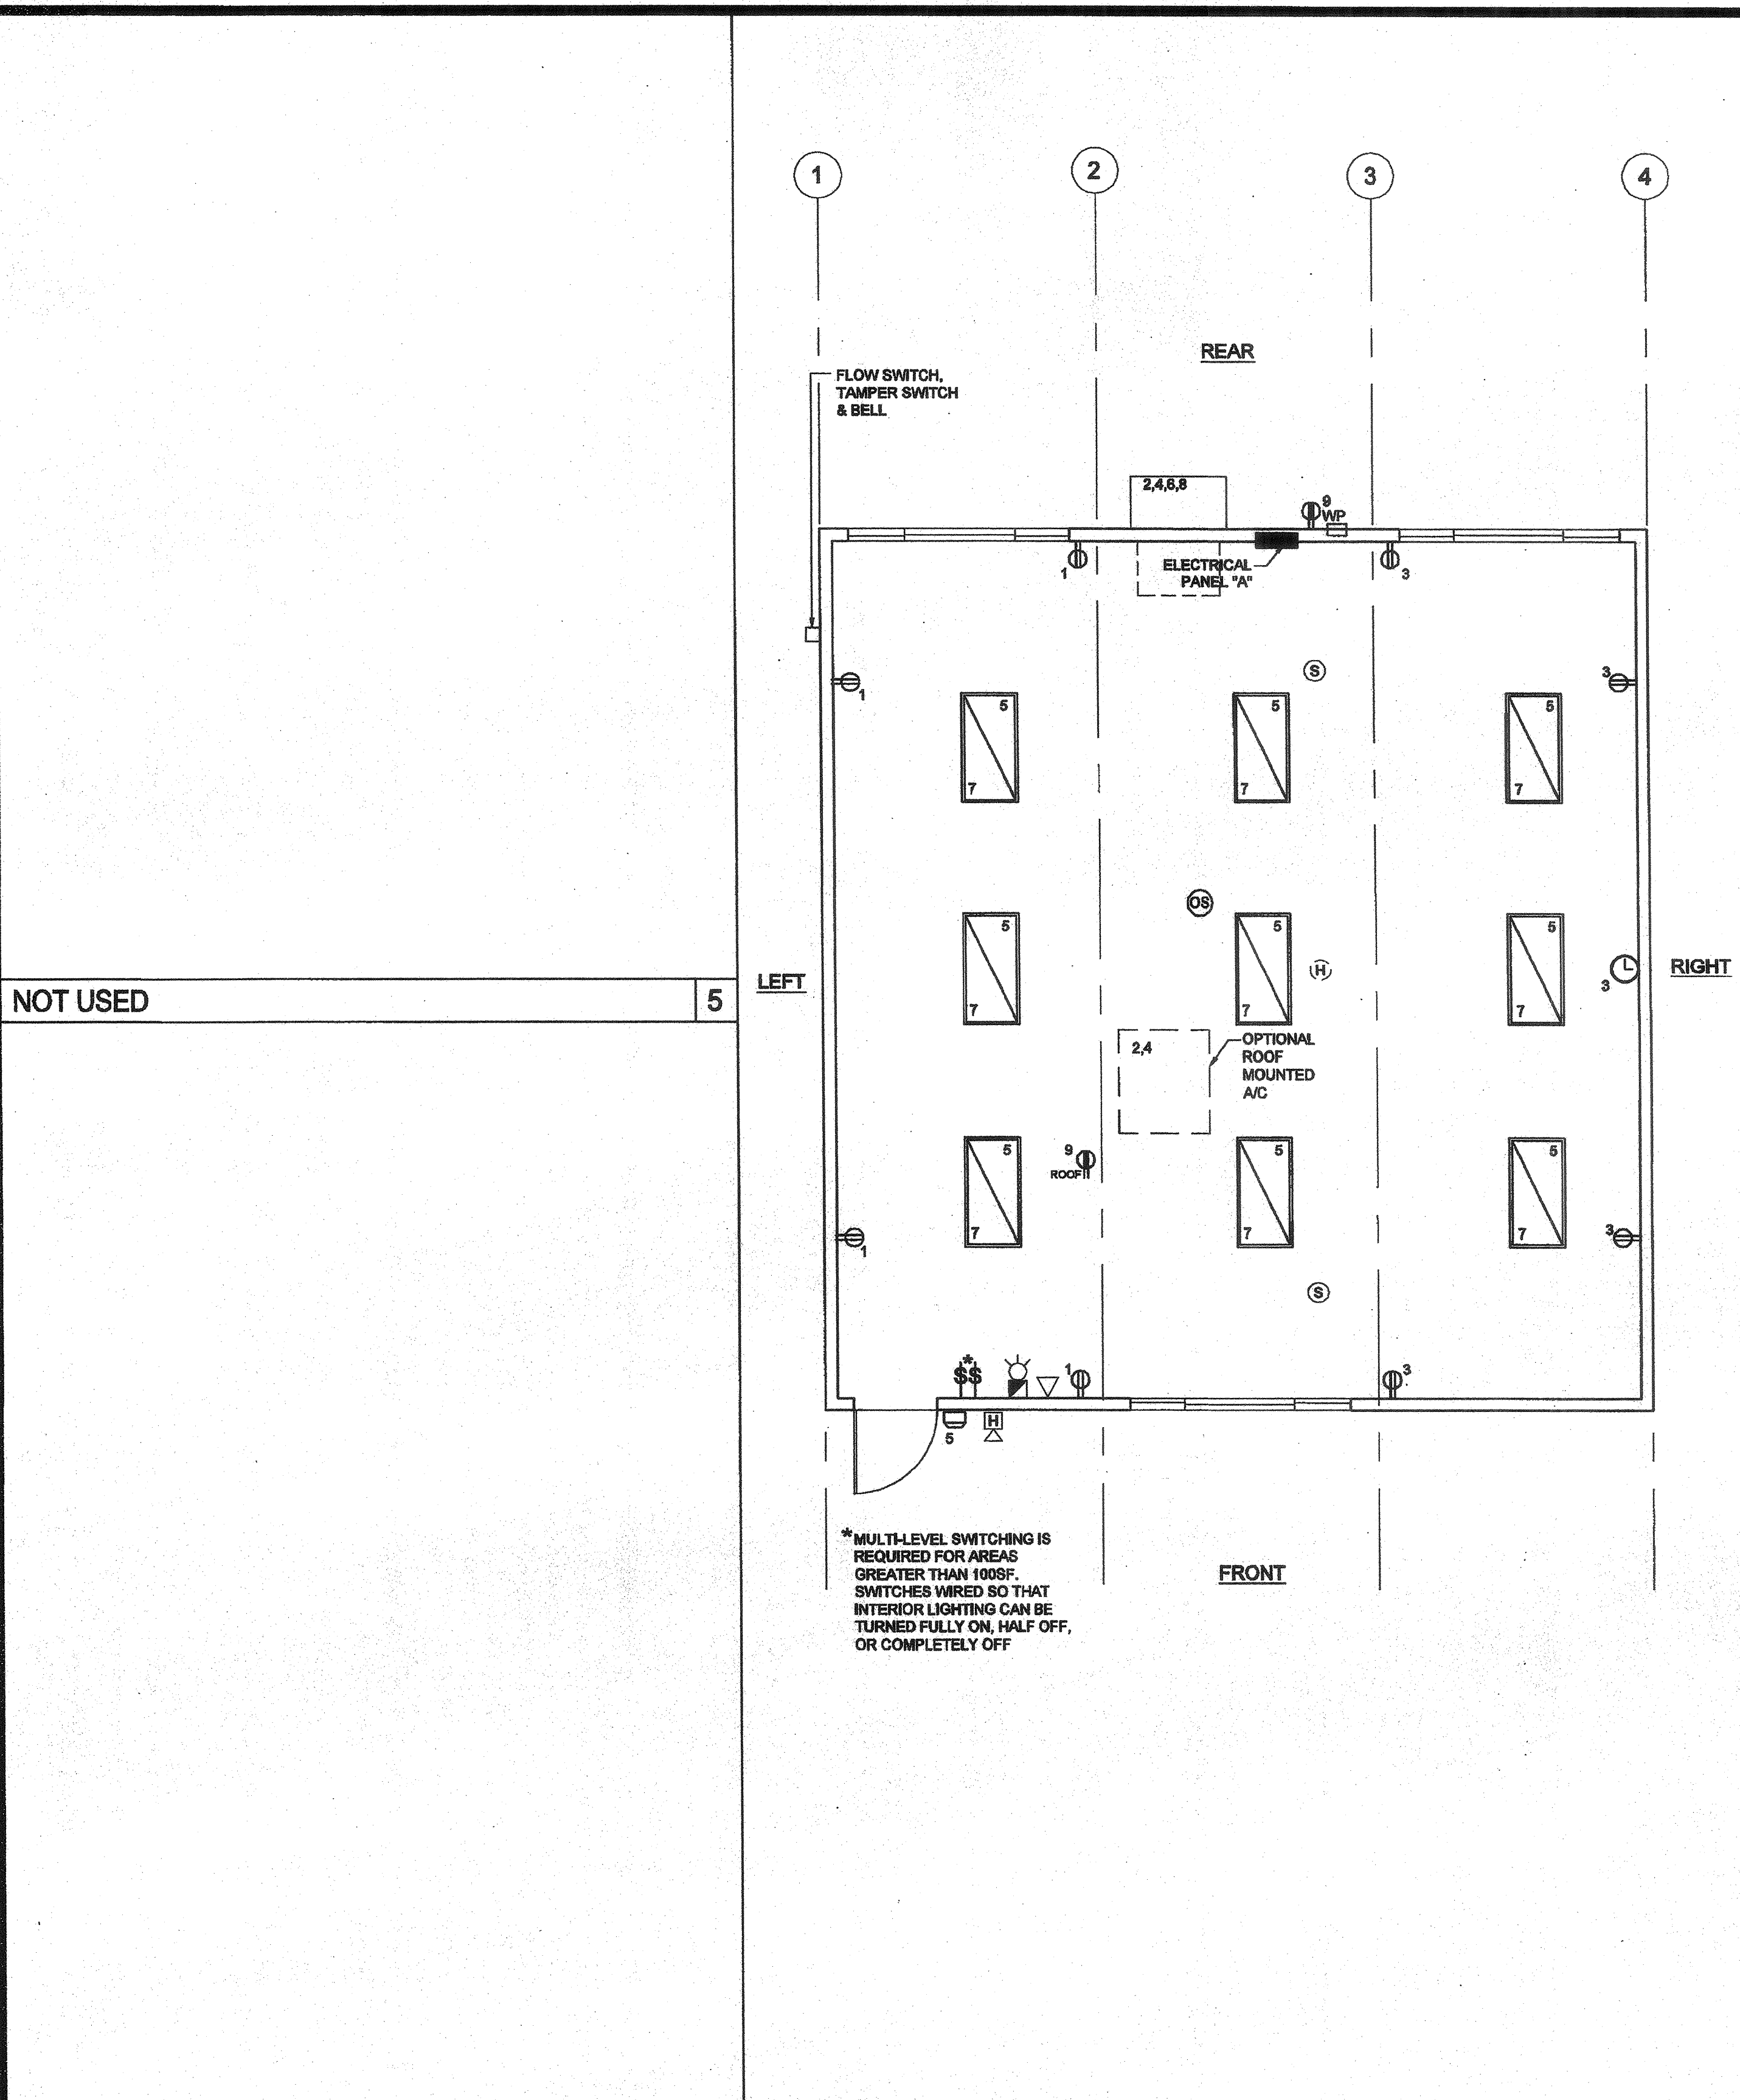 1
2
3
4
REAR
FLOW SWITCH,
TAMPER SWITCH
& BELL
2,4,6,8
9
WP
1
ELECTRICAL
PANEL "A"
3
S
1
3
5
5
5
7
7
7
OS
5
5
5
LEFT
H
3
RIGHT
NOT USED
5
7
7
7
2,4
OPTIONAL
ROOF
MOUNTED
A/C
9
ROOF
5
5
5
7
7
7
1
3
S
*
$$
1
3
5
H
*MULTI-LEVEL SWITCHING IS
REQUIRED FOR AREAS
GREATER THAN 100SF.
SWITCHES WIRED SO THAT
INTERIOR LIGHTING CAN BE
TURNED FULLY ON, HALF OFF,
OR COMPLETELY OFF
FRONT